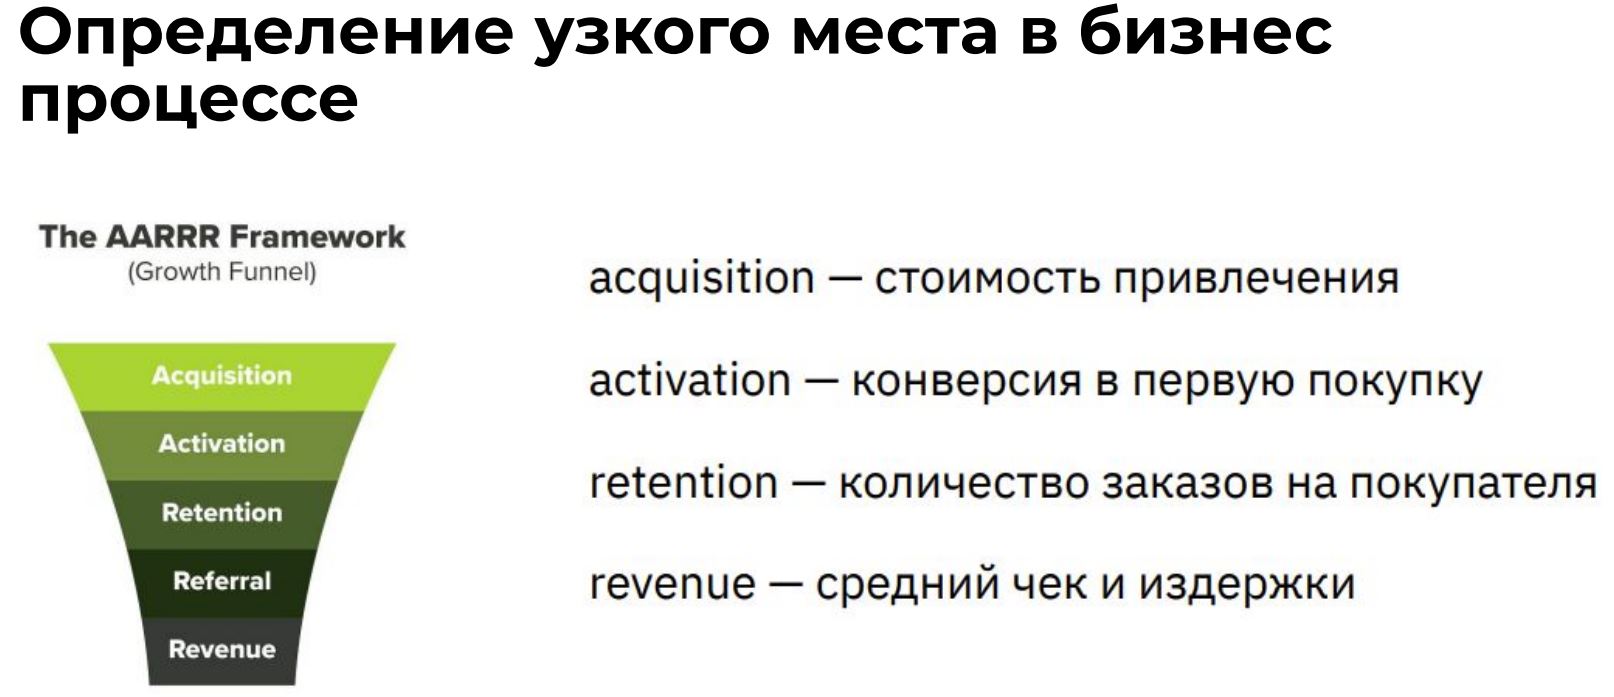 Определение узкого места в бизнес
процессе
The AARRR Framework
(Growth Funnel)
Acquisition
Activation
Retention
Referral
Revenue
acquisition — стоимость привлечения
activation — конверсия в первую покупку
retention — количество заказов на покупателя
revenue — средний чек и издержки